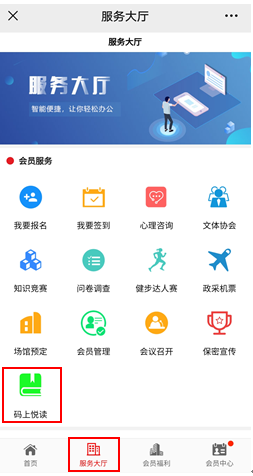 服务大厅
服务大厅
服务大厅
智能便捷，让你轻松办公
会员服务
我要报名 我要签到 心理咨询 文体协会
知识竞赛 问卷调查 健步达人赛 政采机票
场馆预定 会员管理 会议召开 保密宣传
码上悦读
首页 服务大厅 会员福利 会员中心